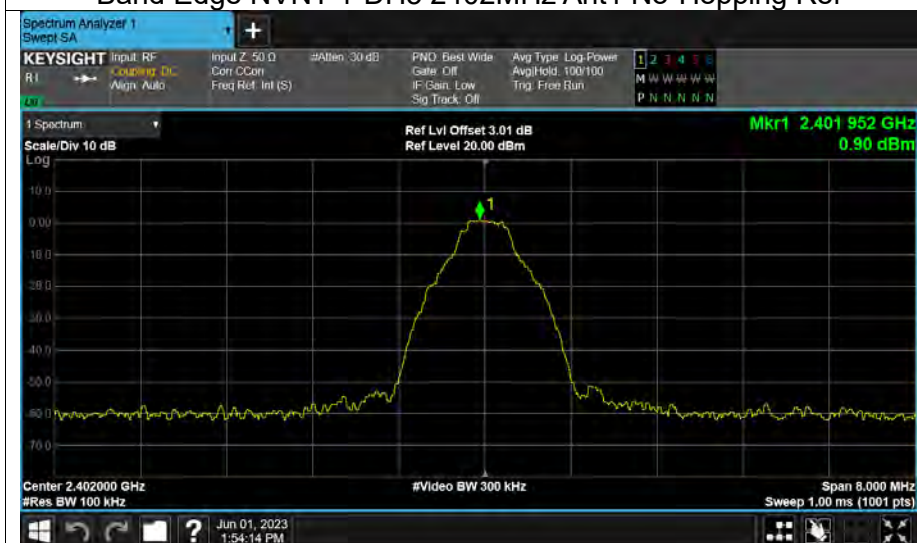 Band Edge NVNT 1-DH5 2402MHz Ant1 No-Hopping Ref
Spectrum Analyzer 1
Swept SA
+
KEYSIGHT
R L
Input: RF
Coupling: DC
Align: Auto
Input Z: 50 Ω
Corr CCorr
Freq Ref: Int (S)
#Atten: 30 dB
PNO: Best Wide
Gate: Off
IF Gain: Low
Sig Track: Off
Avg Type: Log-Power
Avg|Hold: 100/100
Trig: Free Run
1 2 3 4 5 6
M W W W W W
P N N N N N
1 Spectrum
Scale/Div 10 dB
Log
Ref Lvl Offset 3.01 dB
Ref Level 20.00 dBm
Mkr1 2.401 952 GHz
0.90 dBm
10.0
0.00
-10.0
-20.0
-30.0
-40.0
-50.0
-60.0
-70.0
1
Center 2.402000 GHz
#Res BW 100 kHz
#Video BW 300 kHz
Span 8.000 MHz
Sweep 1.00 ms (1001 pts)
?
Jun 01, 2023
1:54:14 PM